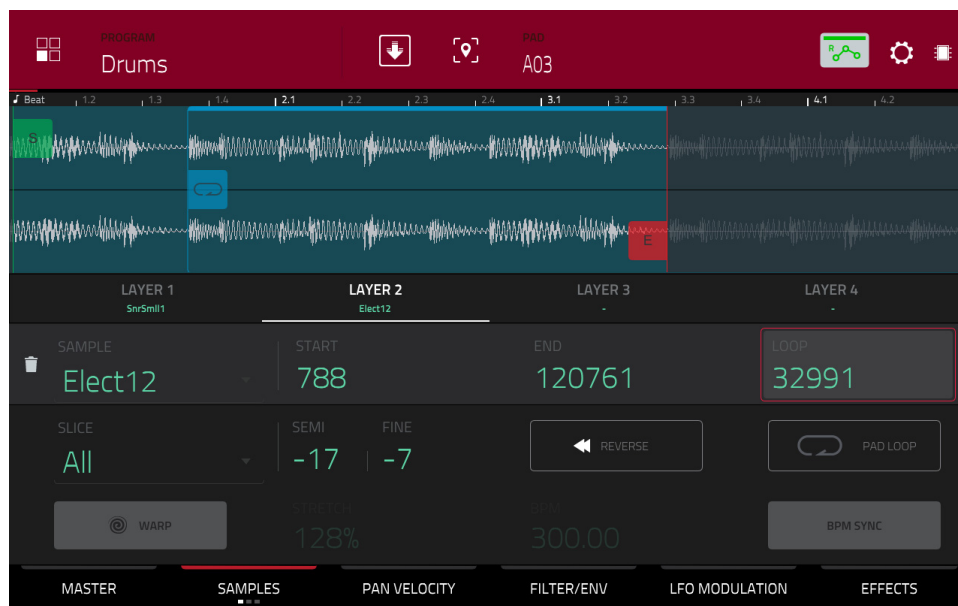 PROGRAM PAD
Drums A03
R
Beat 1.2 1.3 1.4 2.1 2.2 2.3 2.4 3.1 3.2 3.3 3.4 4.1 4.2
S
E
LAYER 1 LAYER 2 LAYER 3 LAYER 4
SnrSmll1 Elect12 - -
SAMPLE START END LOOP
Elect12 788 120761 32991
SLICE SEMI FINE
All -17 -7 REVERSE PAD LOOP
STRETCH BPM
WARP 128% 300.00 BPM SYNC
MASTER SAMPLES PAN VELOCITY FILTER/ENV LFO MODULATION EFFECTS